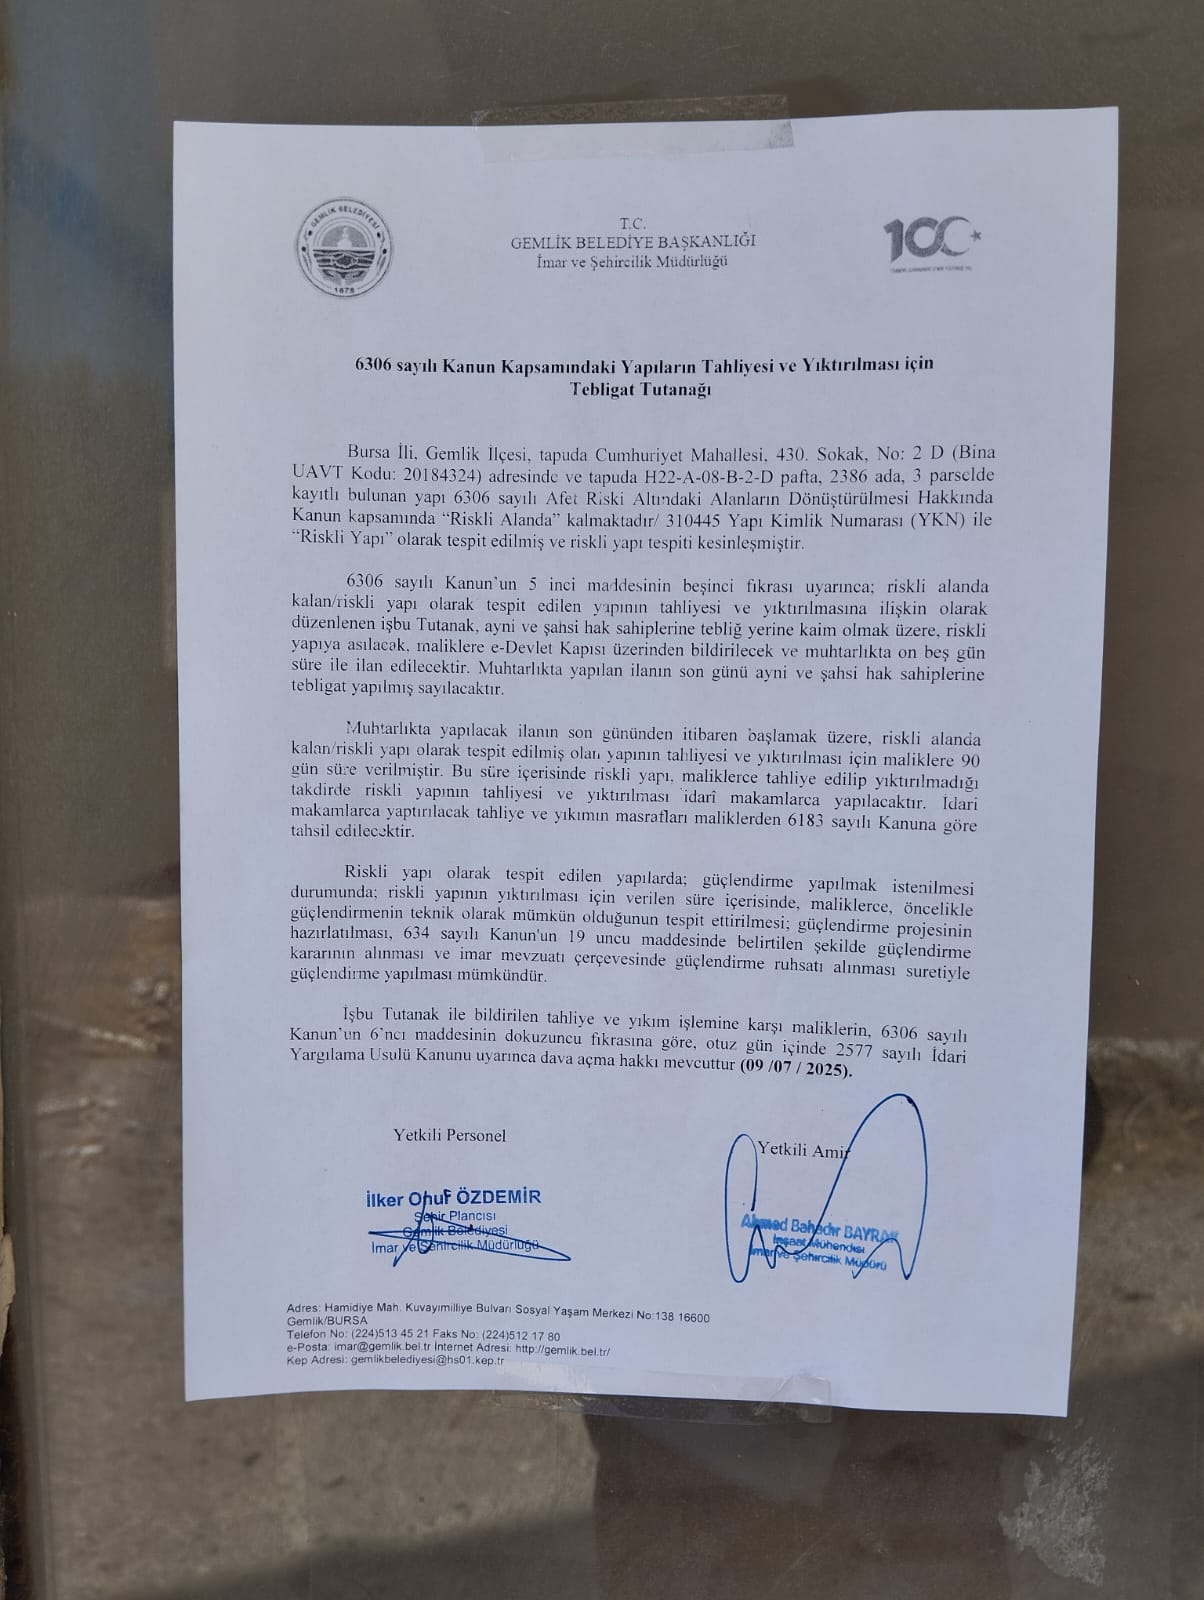 GEMLİK BELEDİYESİ
1878
T.C.
GEMLİK BELEDİYE BAŞKANLIĞI
İmar ve Şehircilik Müdürlüğü
100
6306 sayılı Kanun Kapsamındaki Yapıların Tahliyesi ve Yıktırılması için
Tebligat Tutanağı
Bursa İli, Gemlik İlçesi, tapuda Cumhuriyet Mahallesi, 430. Sokak, No: 2 D (Bina
UAVT Kodu: 20184324) adresinde ve tapuda H22-A-08-B-2-D pafta, 2386 ada, 3 parselde
kayıtlı bulunan yapı 6306 sayılı Afet Riski Altındaki Alanların Dönüştürülmesi Hakkında
Kanun kapsamında “Riskli Alanda” kalmaktadır/ 310445 Yapı Kimlik Numarası (YKN) ile
“Riskli Yapı” olarak tespit edilmiş ve riskli yapı tespiti kesinleşmiştir.
6306 sayılı Kanun’un 5 inci maddesinin beşinci fıkrası uyarınca; riskli alanda
kalan/riskli yapı olarak tespit edilen yapının tahliyesi ve yıktırılmasına ilişkin olarak
düzenlenen işbu Tutanak, ayni ve şahsi hak sahiplerine tebliğ yerine kaim olmak üzere, riskli
yapıya asılacak, maliklere e-Devlet Kapısı üzerinden bildirilecek ve muhtarlıkta on beş gün
süre ile ilan edilecektir. Muhtarlıkta yapılan ilanın son günü ayni ve şahsi hak sahiplerine
tebligat yapılmış sayılacaktır.
Muhtarlıkta yapılacak ilanın son gününden itibaren başlamak üzere, riskli alanda
kalan/riskli yapı olarak tespit edilmiş olan yapının tahliyesi ve yıktırılması için maliklere 90
gün süre verilmiştir. Bu süre içerisinde riskli yapı, maliklerce tahliye edilip yıktırılmadığı
takdirde riskli yapının tahliyesi ve yıktırılması idarî makamlarca yapılacaktır. İdari
makamlarca yaptırılacak tahliye ve yıkımın masrafları maliklerden 6183 sayılı Kanuna göre
tahsil edilecektir.
Riskli yapı olarak tespit edilen yapılarda; güçlendirme yapılmak istenilmesi
durumunda; riskli yapının yıktırılması için verilen süre içerisinde, maliklerce, öncelikle
güçlendirmenin teknik olarak mümkün olduğunun tespit ettirilmesi; güçlendirme projesinin
hazırlatılması, 634 sayılı Kanun'un 19 uncu maddesinde belirtilen şekilde güçlendirme
kararının alınması ve imar mevzuatı çerçevesinde güçlendirme ruhsatı alınması suretiyle
güçlendirme yapılması mümkündür.
İşbu Tutanak ile bildirilen tahliye ve yıkım işlemine karşı maliklerin, 6306 sayılı
Kanun’un 6’ncı maddesinin dokuzuncu fıkrasına göre, otuz gün içinde 2577 sayılı İdari
Yargılama Usulü Kanunu uyarınca dava açma hakkı mevcuttur (09 /07 / 2025).
Yetkili Personel
Yetkili Amir
İlker Onur ÖZDEMİR
Şehir Plancısı
Gemlik Belediyesi
İmar ve Şehircilik Müdürlüğü
Ahmed Bahadır BAYRAK
İnşaat Mühendisi
İmar ve Şehircilik Müdürü
Adres: Hamidiye Mah. Kuvayımilliye Bulvarı Sosyal Yaşam Merkezi No:138 16600
Gemlik/BURSA
Telefon No: (224)513 45 21 Faks No: (224)512 17 80
e-Posta: imar@gemlik.bel.tr İnternet Adresi: http://gemlik.bel.tr/
Kep Adresi: gemlikbelediyesi@hs01.kep.tr